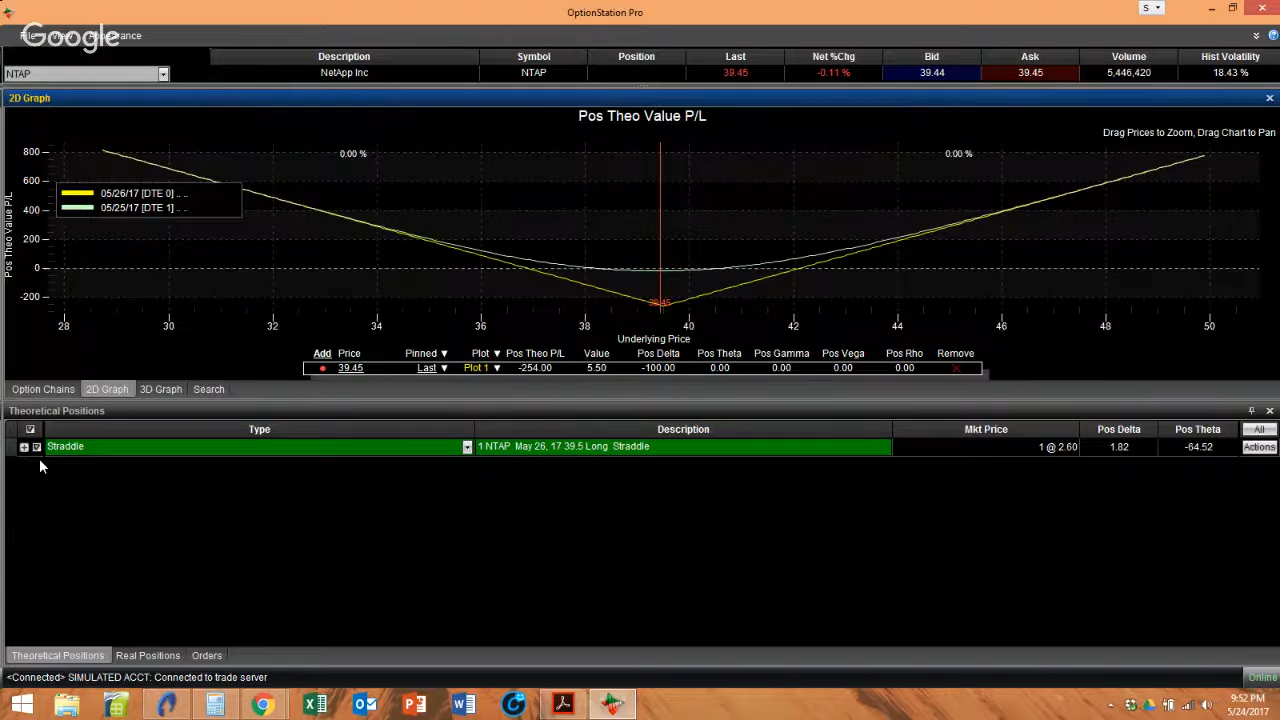 OptionStation Pro
S
File View Appearance
Google
Description Symbol Position Last Net %Chg Bid Ask Volume Hist Volatility
NTAP NetApp Inc NTAP 39.45 -0.11 % 39.44 39.45 5,446,420 18.43 %
2D Graph
Pos Theo Value P/L
Drag Prices to Zoom, Drag Chart to Pan
0.00 % 0.00 %
05/26/17 [DTE 0] .. ..
05/25/17 [DTE 1] .. ..
Pos Theo Value P/L
800
600
400
200
0
-200
39.45
28 30 32 34 36 38 40 42 44 46 48 50
Underlying Price
Add Price Pinned Plot Pos Theo P/L Value Pos Delta Pos Theta Pos Gamma Pos Vega Pos Rho Remove
39.45 Last Plot 1 -254.00 5.50 -100.00 0.00 0.00 0.00 0.00
Option Chains 2D Graph 3D Graph Search
Theoretical Positions
Type Description Mkt Price Pos Delta Pos Theta All
Straddle 1 NTAP May 26, 17 39.5 Long Straddle 1 @ 2.60 1.82 -64.52 Actions
Theoretical Positions Real Positions Orders
<Connected> SIMULATED ACCT: Connected to trade server Online
9:52 PM
5/24/2017